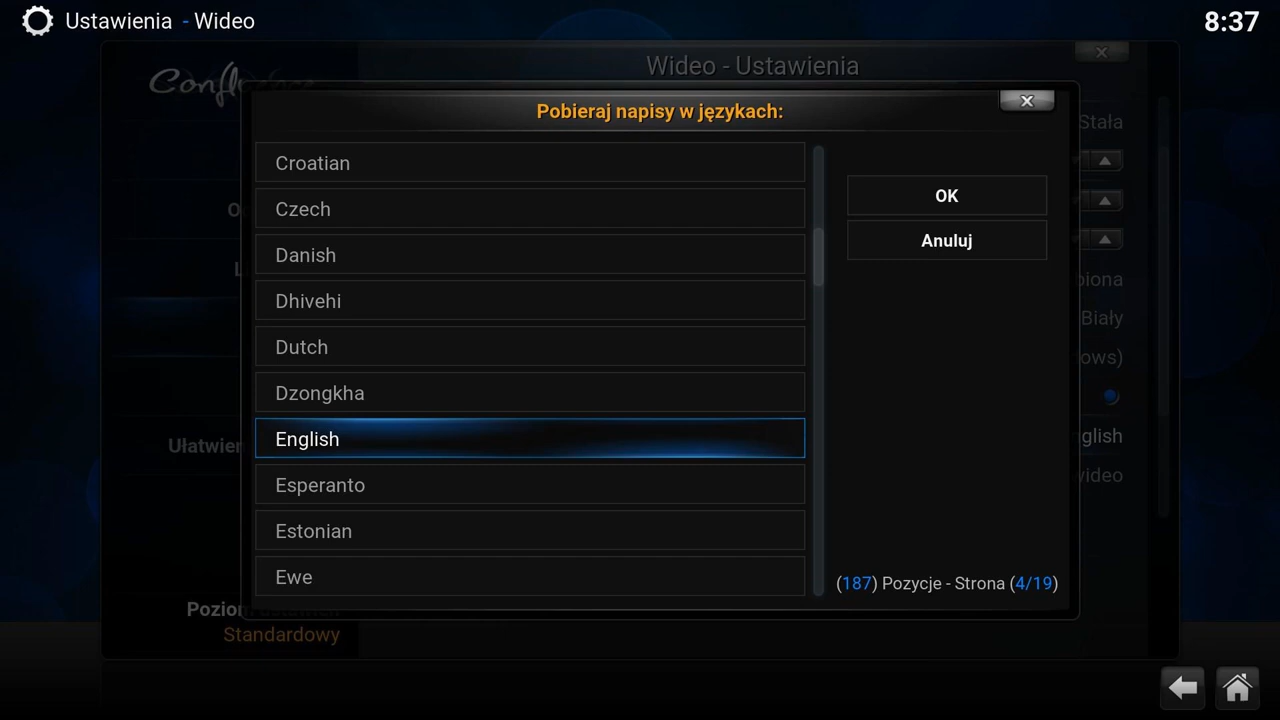 Ustawienia - Wideo
8:37
Wideo - Ustawienia
Pobieraj napisy w językach:
Croatian
Czech
Danish
Dhivehi
Dutch
Dzongkha
English
Esperanto
Estonian
Ewe
OK
Anuluj
(187) Pozycje - Strona (4/19)
Stała
Biały
Standardowy